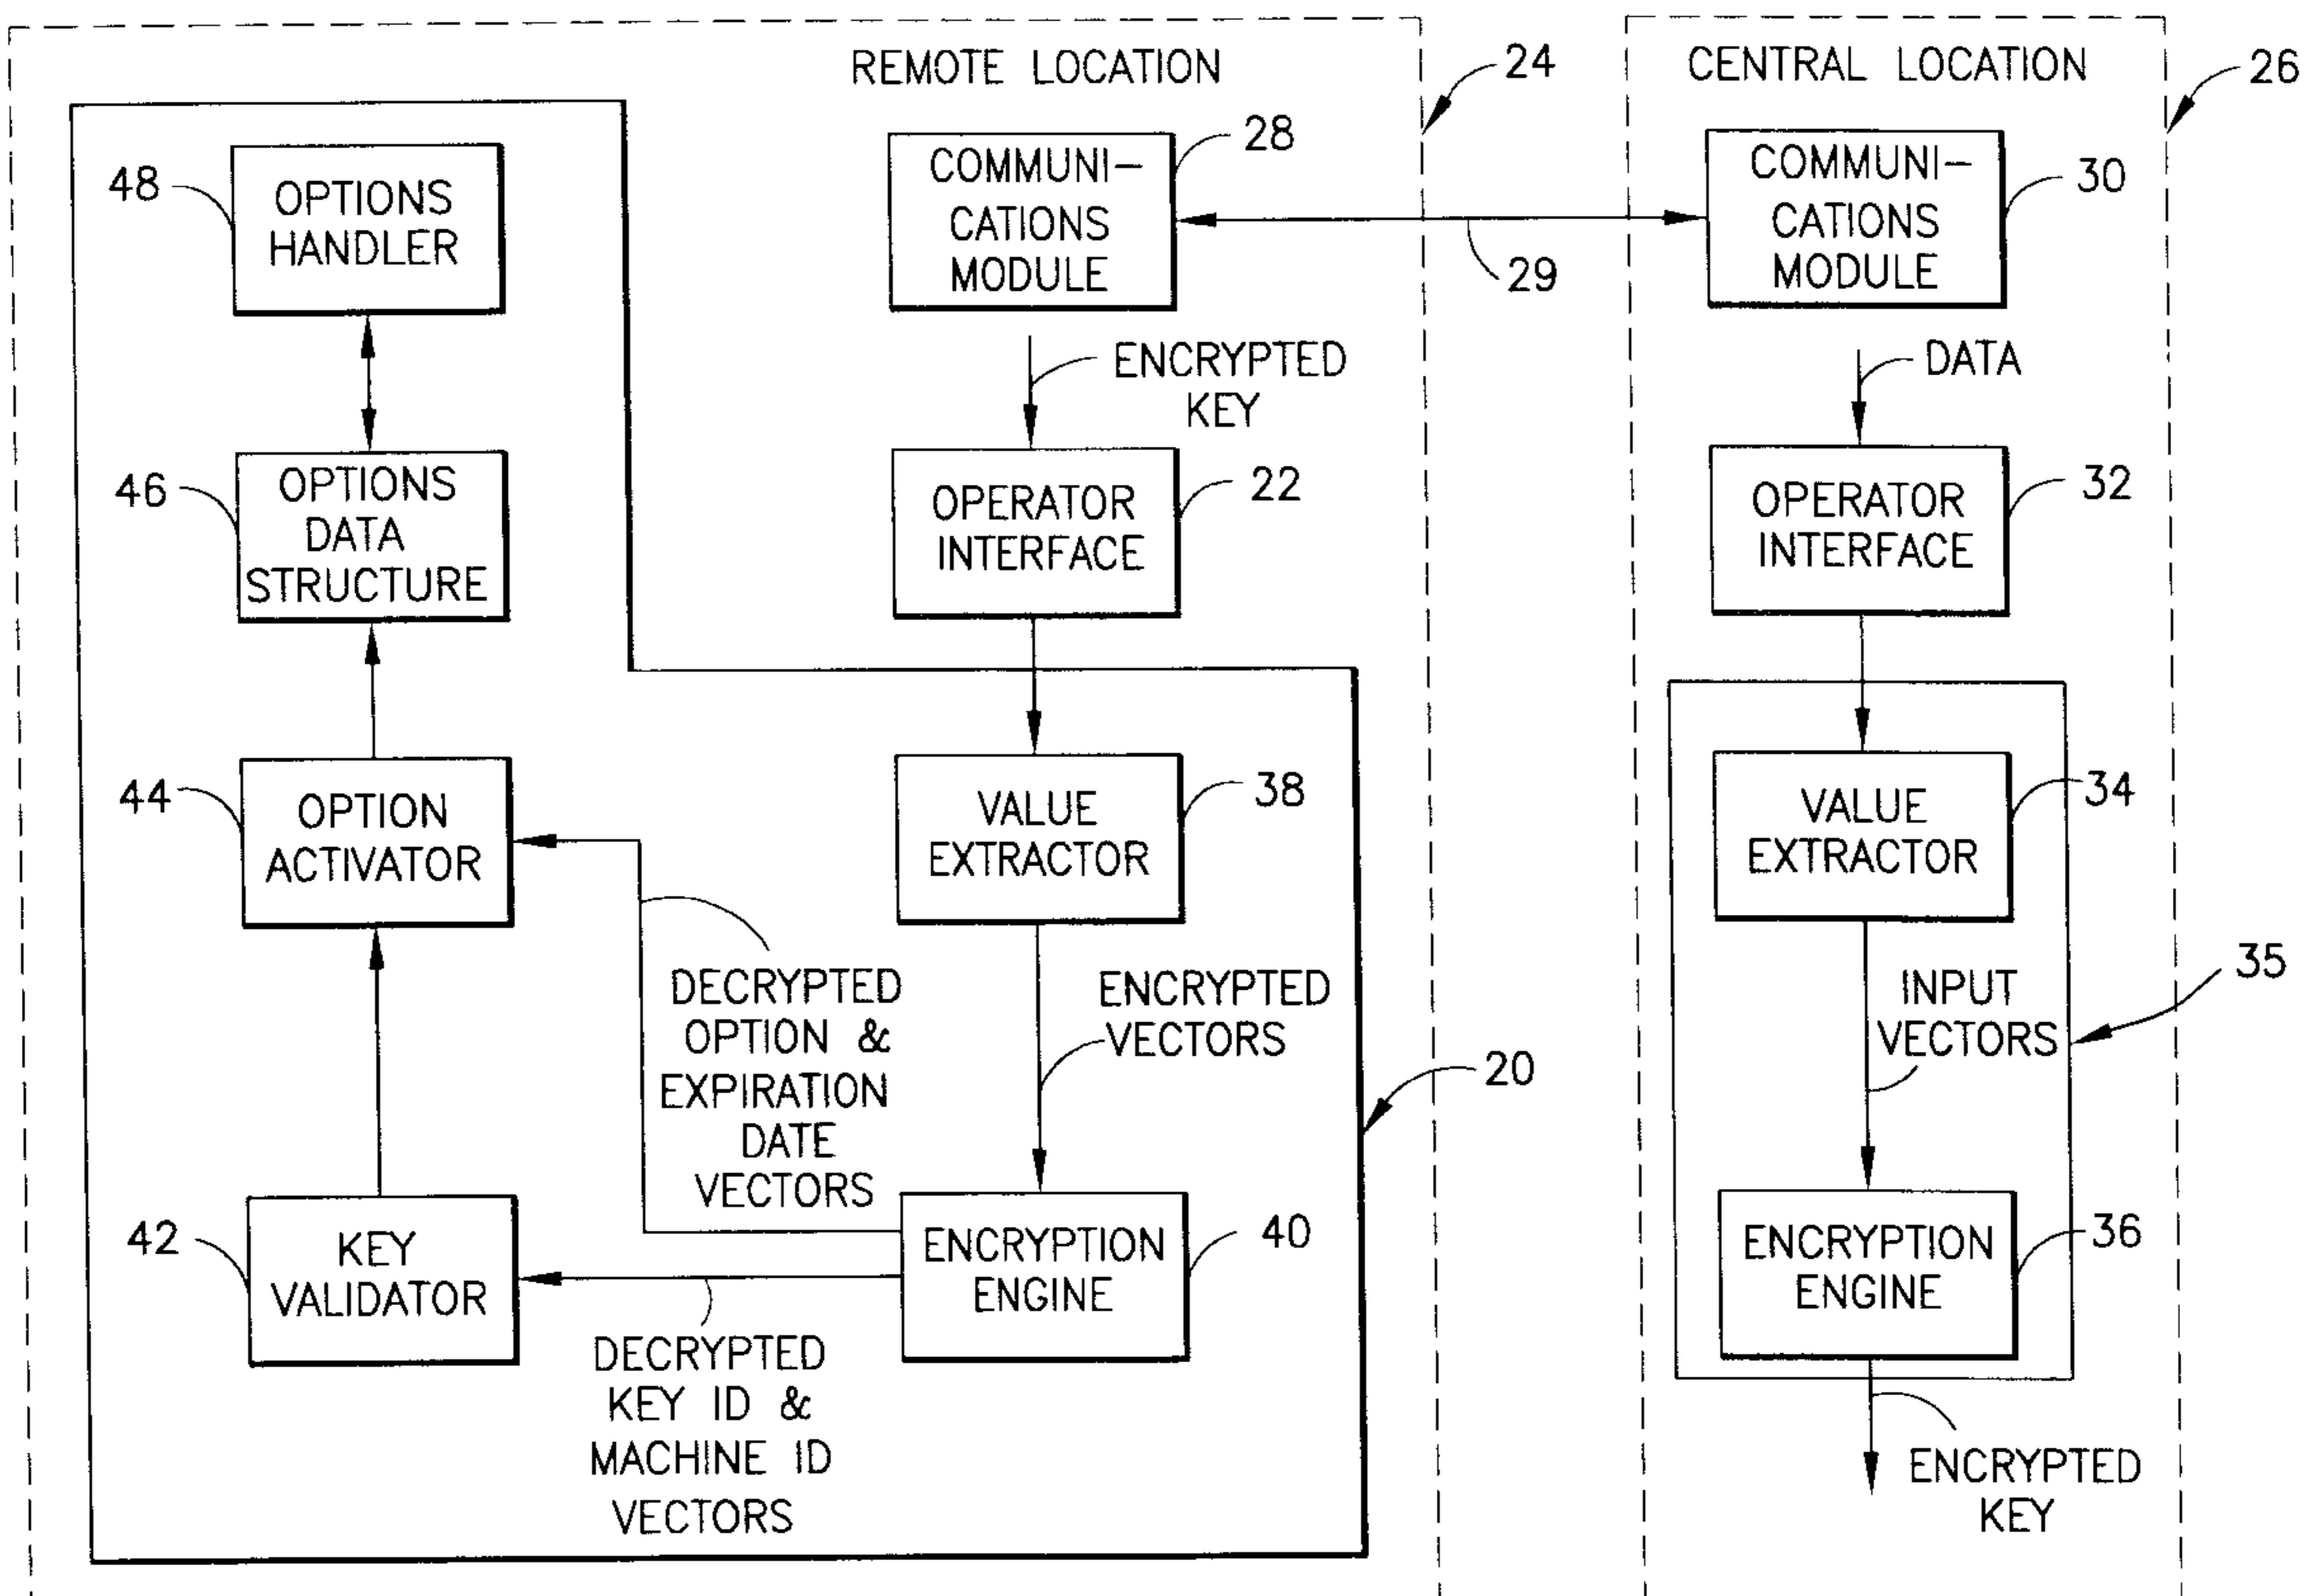 REMOTE LOCATION
24
CENTRAL LOCATION
26
48
OPTIONS
HANDLER
28
COMMUNI-
CATIONS
MODULE
29
COMMUNI-
CATIONS
MODULE
30
ENCRYPTED
KEY
DATA
46
OPTIONS
DATA
STRUCTURE
OPERATOR
INTERFACE
22
OPERATOR
INTERFACE
32
44
OPTION
ACTIVATOR
VALUE
EXTRACTOR
38
VALUE
EXTRACTOR
34
DECRYPTED
OPTION &
EXPIRATION
DATE
VECTORS
ENCRYPTED
VECTORS
20
INPUT
VECTORS
35
42
KEY
VALIDATOR
ENCRYPTION
ENGINE
40
ENCRYPTION
ENGINE
36
DECRYPTED
KEY ID &
MACHINE ID
VECTORS
ENCRYPTED
KEY